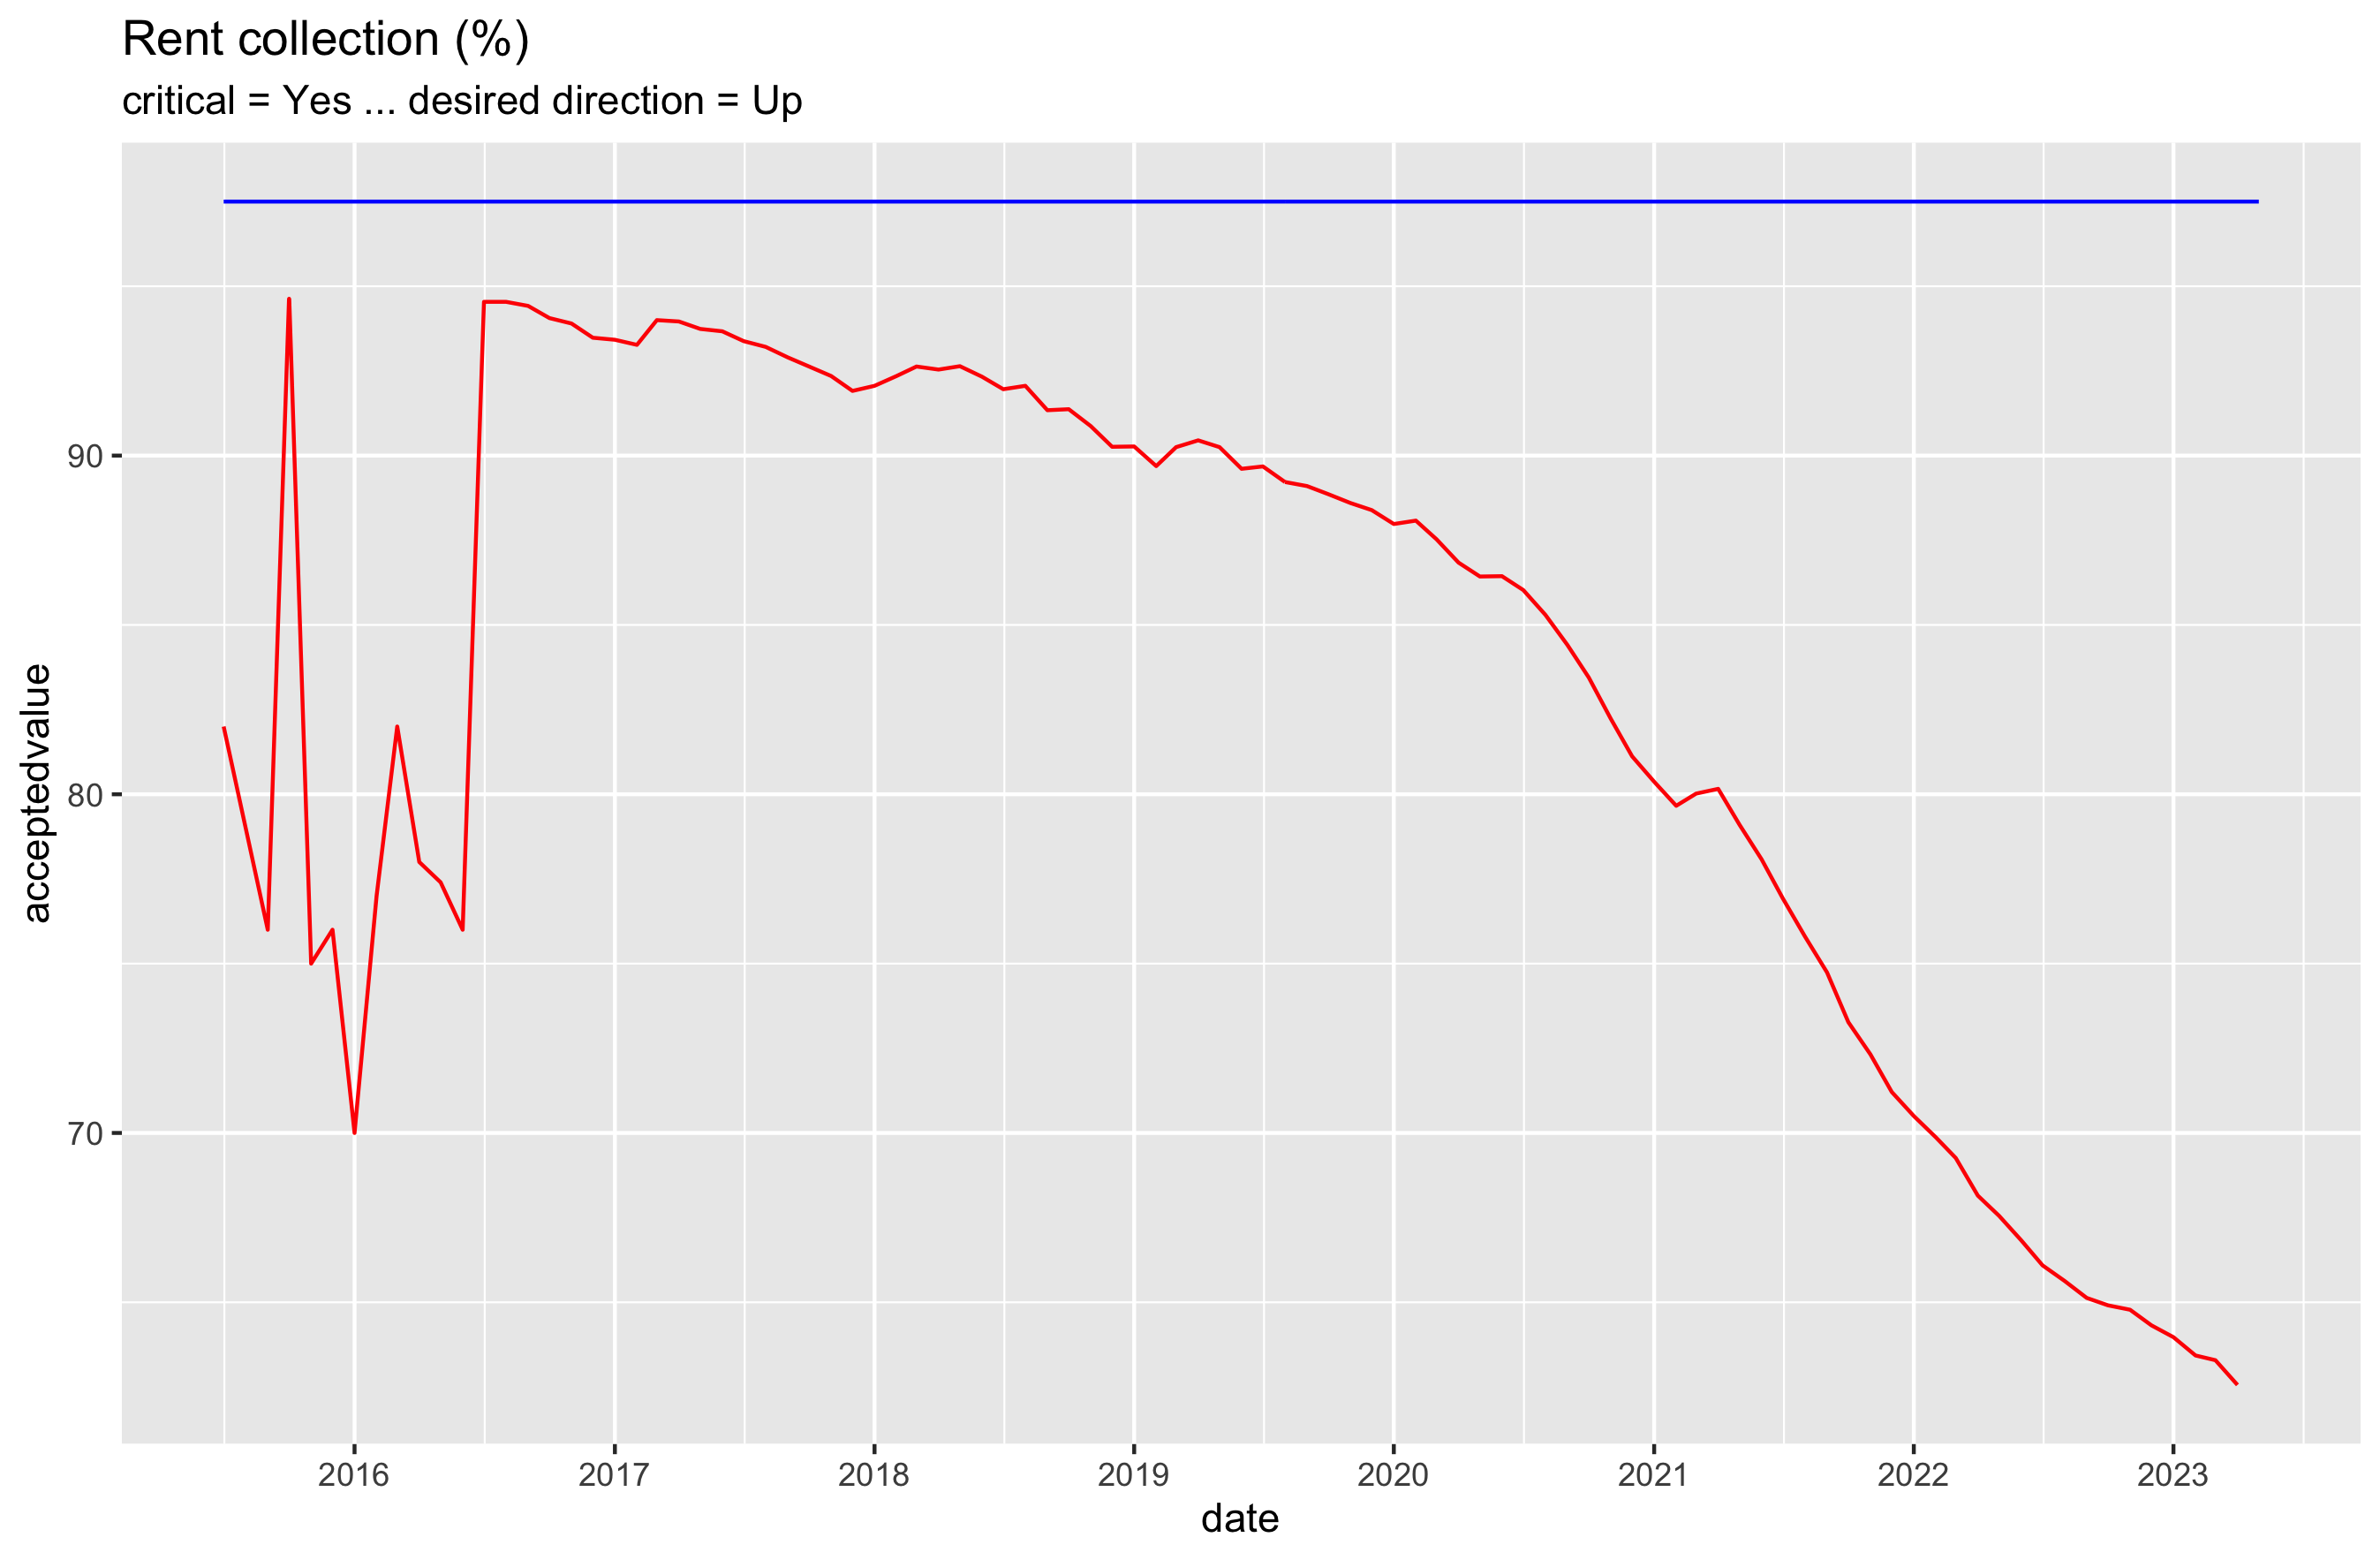 Rent collection (%)
critical = Yes ... desired direction = Up
acceptedvalue
90
80
70
2016 2017 2018 2019 2020 2021 2022 2023
date